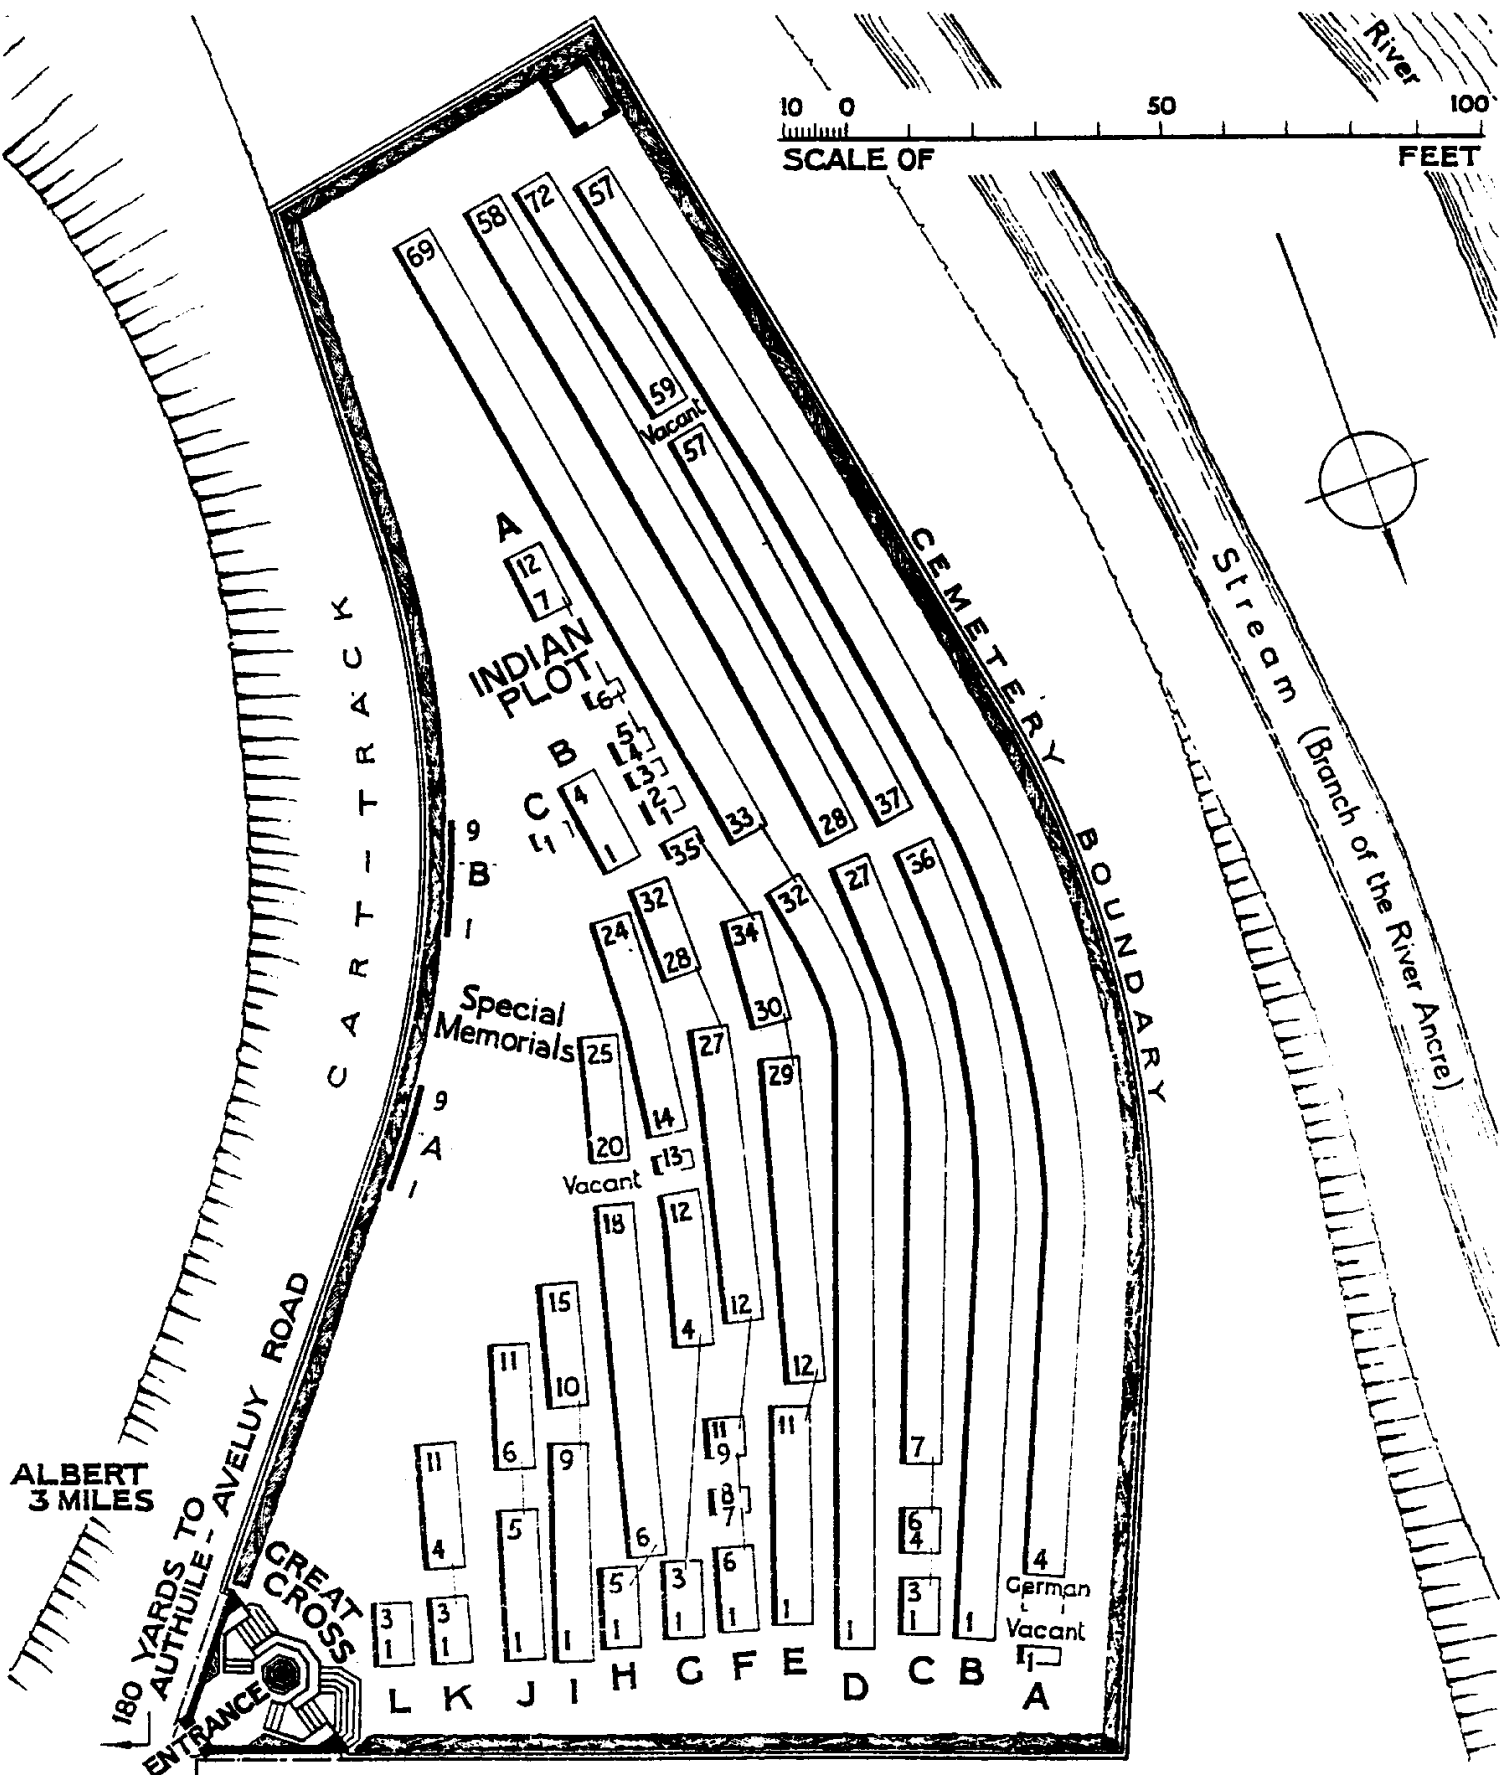 River
10 0 50 100
SCALE OF FEET
69
58
72
57
59
Vacant
57
A
12
7
INDIAN
PLOT
6
5
4
3
2
1
B
4
1
C
1
33
28
37
35
32
28
24
14
34
30
32
27
36
CEMETERY BOUNDARY
Stream (Branch of the River Ancre)
CART-TRACK
9
B
1
Special
Memorials
9
A
1
25
20
Vacant
13
27
12
29
12
18
6
12
4
15
10
11
6
11
4
9
1
5
1
11
9
8
7
6
1
11
1
7
6
4
3
1
4
German
Vacant
1
3
1
3
1
5
1
3
1
1
1
L K J I H G F E D C B A
ALBERT
3 MILES
180 YARDS TO
AUTHUILE-AVELUY ROAD
GREAT
CROSS
ENTRANCE